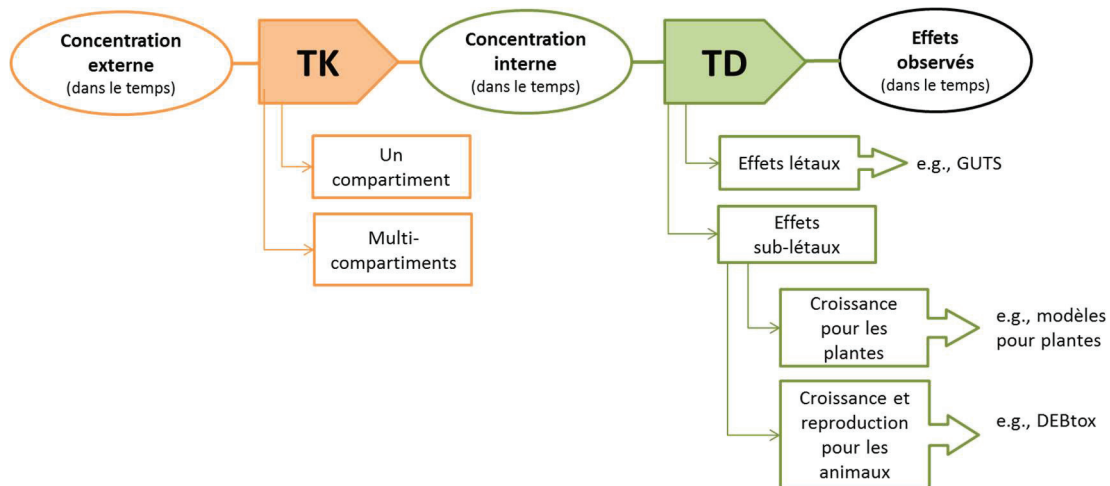 Concentration
externe
(dans le temps)
TK
Concentration
interne
(dans le temps)
TD
Effets
observés
(dans le temps)
Un
compartiment
Multi-
compartiments
Effets létaux
e.g., GUTS
Effets
sub-létaux
Croissance
pour les
plantes
e.g., modèles
pour plantes
Croissance et
reproduction
pour les
animaux
e.g., DEBtox